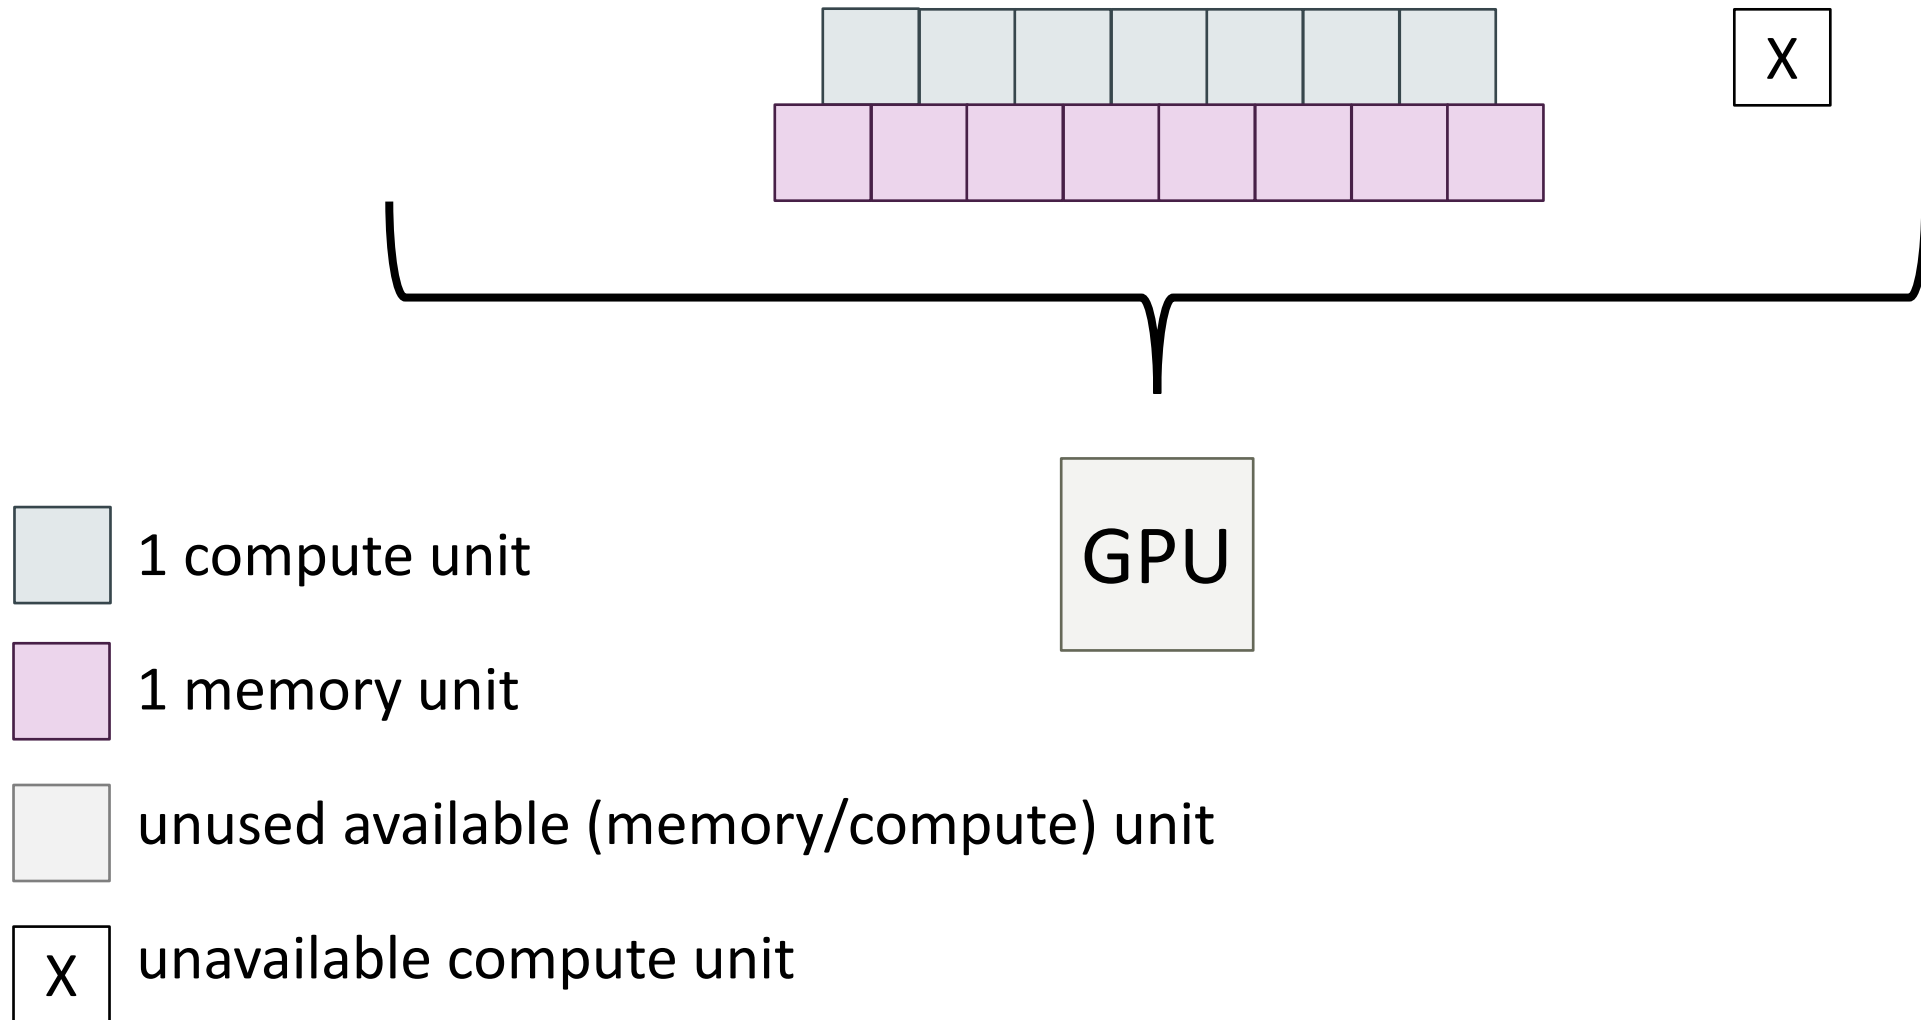 X
GPU
1 compute unit
1 memory unit
unused available (memory/compute) unit
X unavailable compute unit